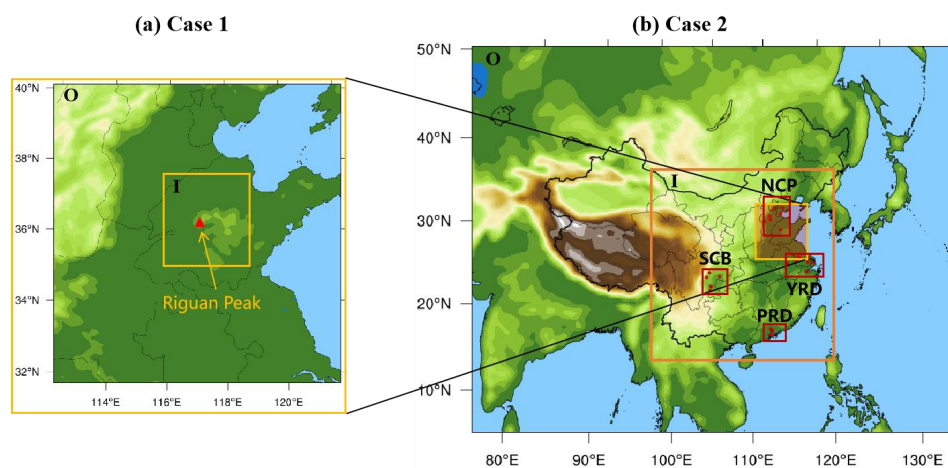 (a) Case 1
(b) Case 2
O
40°N
38°N
I
36°N
Riguan Peak
34°N
32°N
114°E
116°E
118°E
120°E
50°N
O
40°N
I
NCP
30°N
SCB
YRD
20°N
PRD
10°N
80°E
90°E
100°E
110°E
120°E
130°E